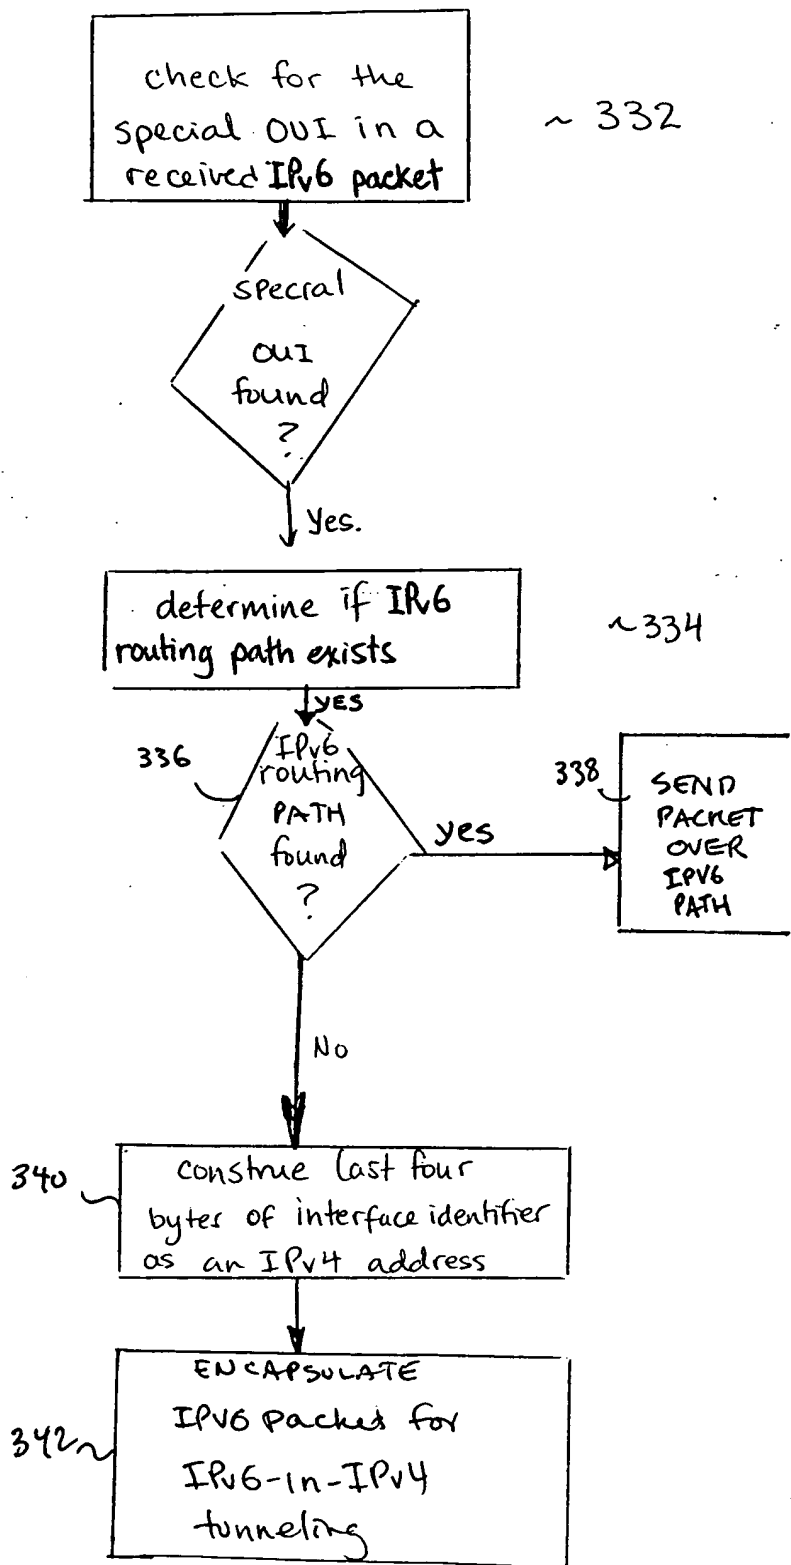 check for the
special OUI in a
received IPv6 packet
~ 332
special
OUI
found
?
Yes.
determine if IPv6
routing path exists
~334
yes
336
IPv6
routing
PATH
found
?
yes
338
SEND
PACKET
OVER
IPV6
PATH
No
340
construe last four
bytes of interface identifier
as an IPv4 address
342
ENCAPSULATE
IPV6 packet for
IPv6-in-IPv4
tunneling